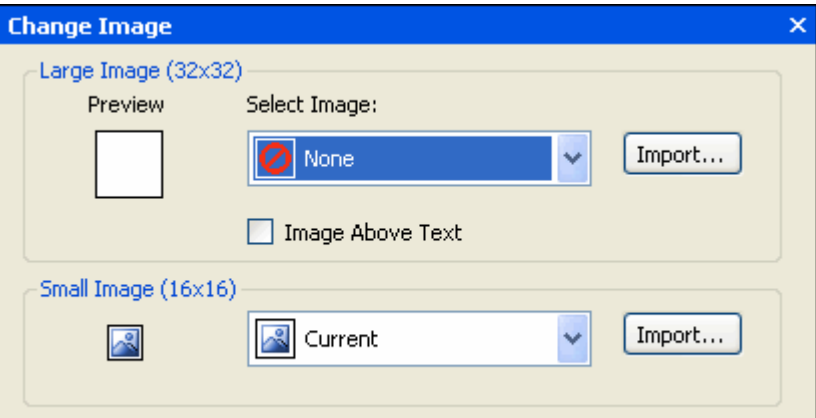 Change Image
Large Image (32x32)
Preview
Select Image:
None
Import...
Image Above Text
Small Image (16x16)
Current
Import...